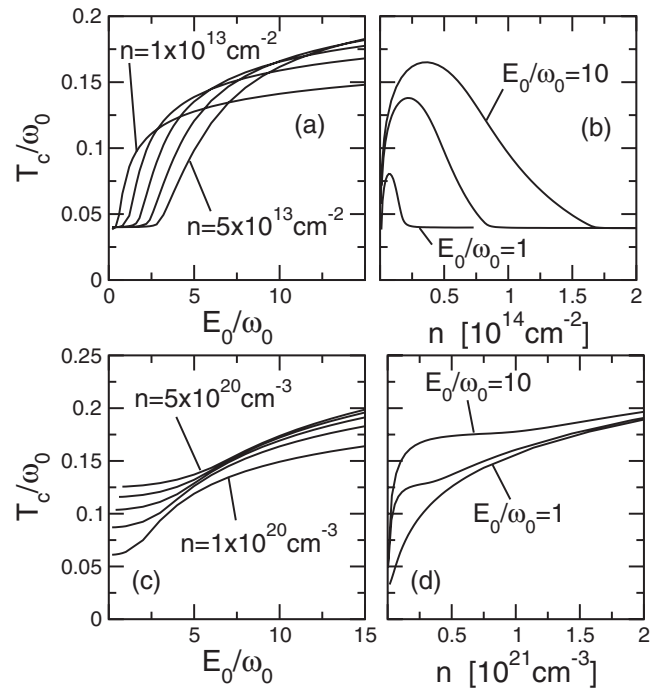 0.25
0.2
0.15
0.1
0.05
0
T_c/ω_0
n=1x10^13cm^-2
(a)
n=5x10^13cm^-2
0 5 10
E_0/ω_0
E_0/ω_0=10
(b)
E_0/ω_0=1
0.5 1 1.5 2
n [10^14cm^-2]
0.25
0.2
0.15
0.1
0.05
0
T_c/ω_0
n=5x10^20cm^-3
n=1x10^20cm^-3
(c)
5 10 15
E_0/ω_0
E_0/ω_0=10
E_0/ω_0=1
(d)
0.5 1 1.5 2
n [10^21cm^-3]